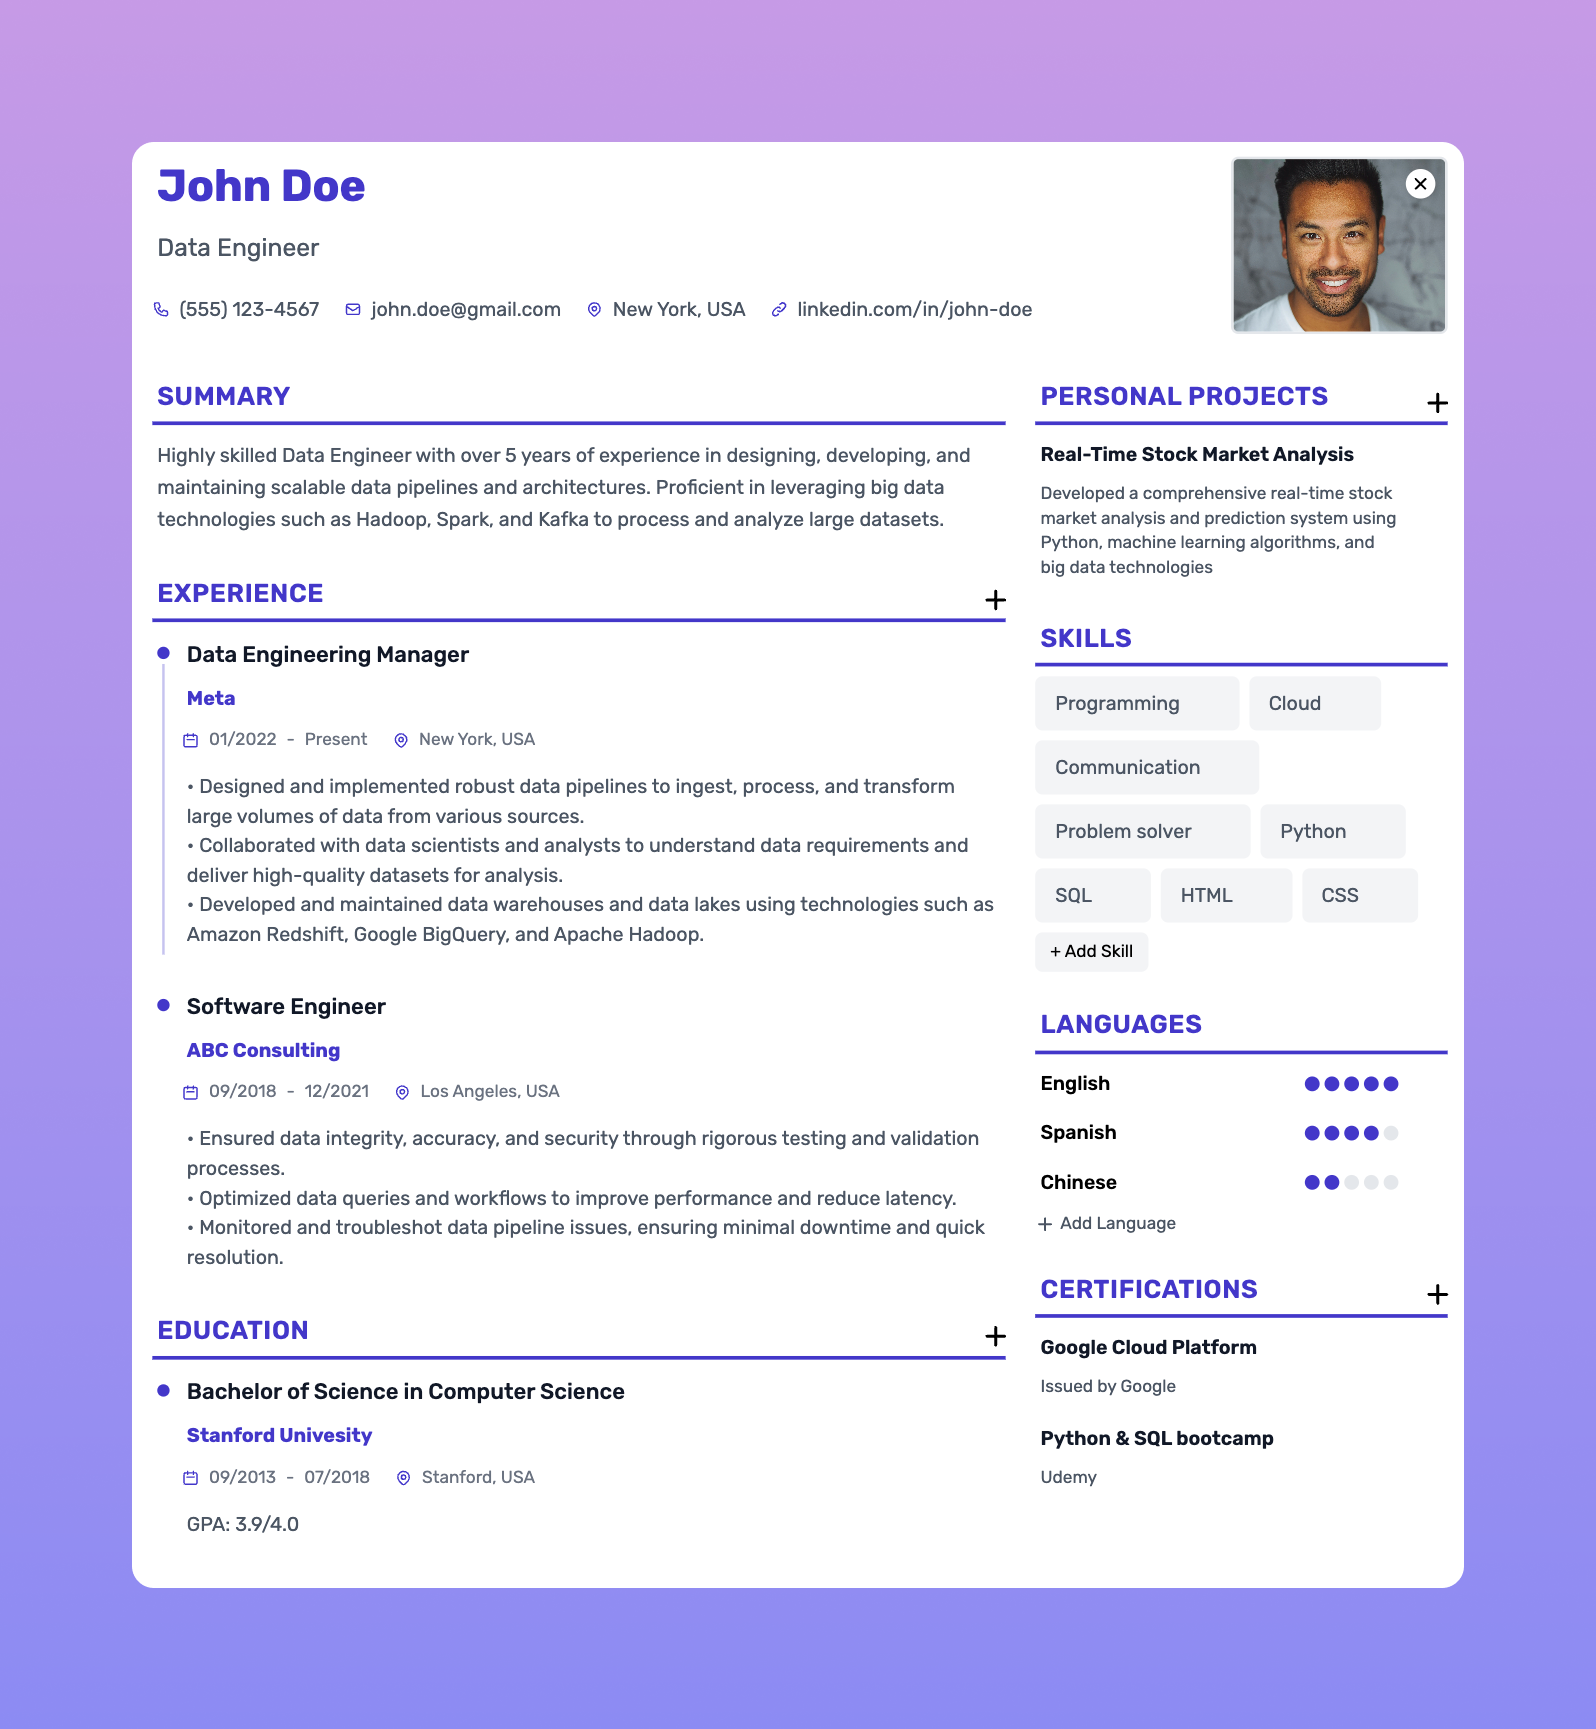 John Doe
Data Engineer
(555) 123-4567 john.doe@gmail.com New York, USA linkedin.com/in/john-doe
SUMMARY
Highly skilled Data Engineer with over 5 years of experience in designing, developing, and
maintaining scalable data pipelines and architectures. Proficient in leveraging big data
technologies such as Hadoop, Spark, and Kafka to process and analyze large datasets.
EXPERIENCE
Data Engineering Manager
Meta
01/2022 - Present New York, USA
• Designed and implemented robust data pipelines to ingest, process, and transform
large volumes of data from various sources.
• Collaborated with data scientists and analysts to understand data requirements and
deliver high-quality datasets for analysis.
• Developed and maintained data warehouses and data lakes using technologies such as
Amazon Redshift, Google BigQuery, and Apache Hadoop.
Software Engineer
ABC Consulting
09/2018 - 12/2021 Los Angeles, USA
• Ensured data integrity, accuracy, and security through rigorous testing and validation
processes.
• Optimized data queries and workflows to improve performance and reduce latency.
• Monitored and troubleshot data pipeline issues, ensuring minimal downtime and quick
resolution.
EDUCATION
Bachelor of Science in Computer Science
Stanford Univesity
09/2013 - 07/2018 Stanford, USA
GPA: 3.9/4.0
PERSONAL PROJECTS
Real-Time Stock Market Analysis
Developed a comprehensive real-time stock
market analysis and prediction system using
Python, machine learning algorithms, and
big data technologies
SKILLS
Programming Cloud
Communication
Problem solver Python
SQL HTML CSS
+ Add Skill
LANGUAGES
English
Spanish
Chinese
+ Add Language
CERTIFICATIONS
Google Cloud Platform
Issued by Google
Python & SQL bootcamp
Udemy